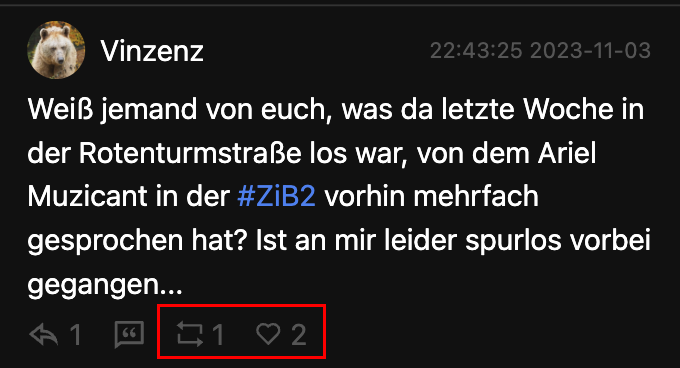 Vinzenz
22:43:25 2023-11-03
Weiß jemand von euch, was da letzte Woche in
der Rotenturmstraße los war, von dem Ariel
Muzicant in der #ZiB2 vorhin mehrfach
gesprochen hat? Ist an mir leider spurlos vorbei
gegangen...
1 1 2